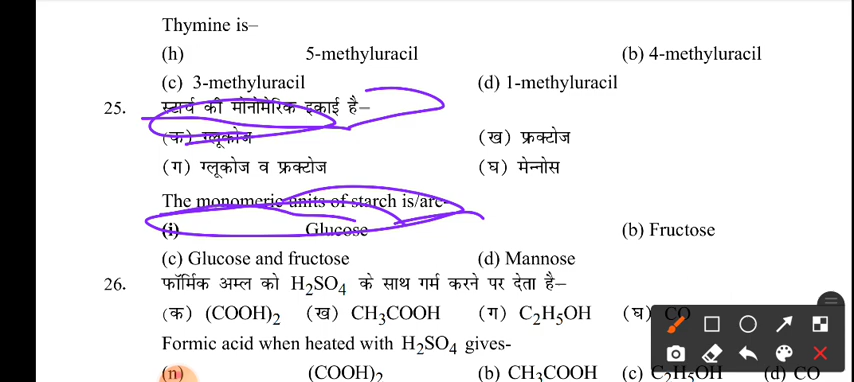 Thymine is–
(h) 5-methyluracil (b) 4-methyluracil
(c) 3-methyluracil (d) 1-methyluracil
25. स्टार्च की मोनोमेरिक इकाई है–
(क) ग्लूकोज (ख) फ्रक्टोज
(ग) ग्लूकोज व फ्रक्टोज (घ) मेन्नोस
The monomeric units of starch is/are-
(i) Glucose (b) Fructose
(c) Glucose and fructose (d) Mannose
26. फॉर्मिक अम्ल को H₂SO₄ के साथ गर्म करने पर देता है–
(क) (COOH)₂ (ख) CH₃COOH (ग) C₂H₅OH (घ) CO
Formic acid when heated with H₂SO₄ gives-
(n) (COOH)₂ (b) CH₃COOH (c) C₂H₅OH (d) CO